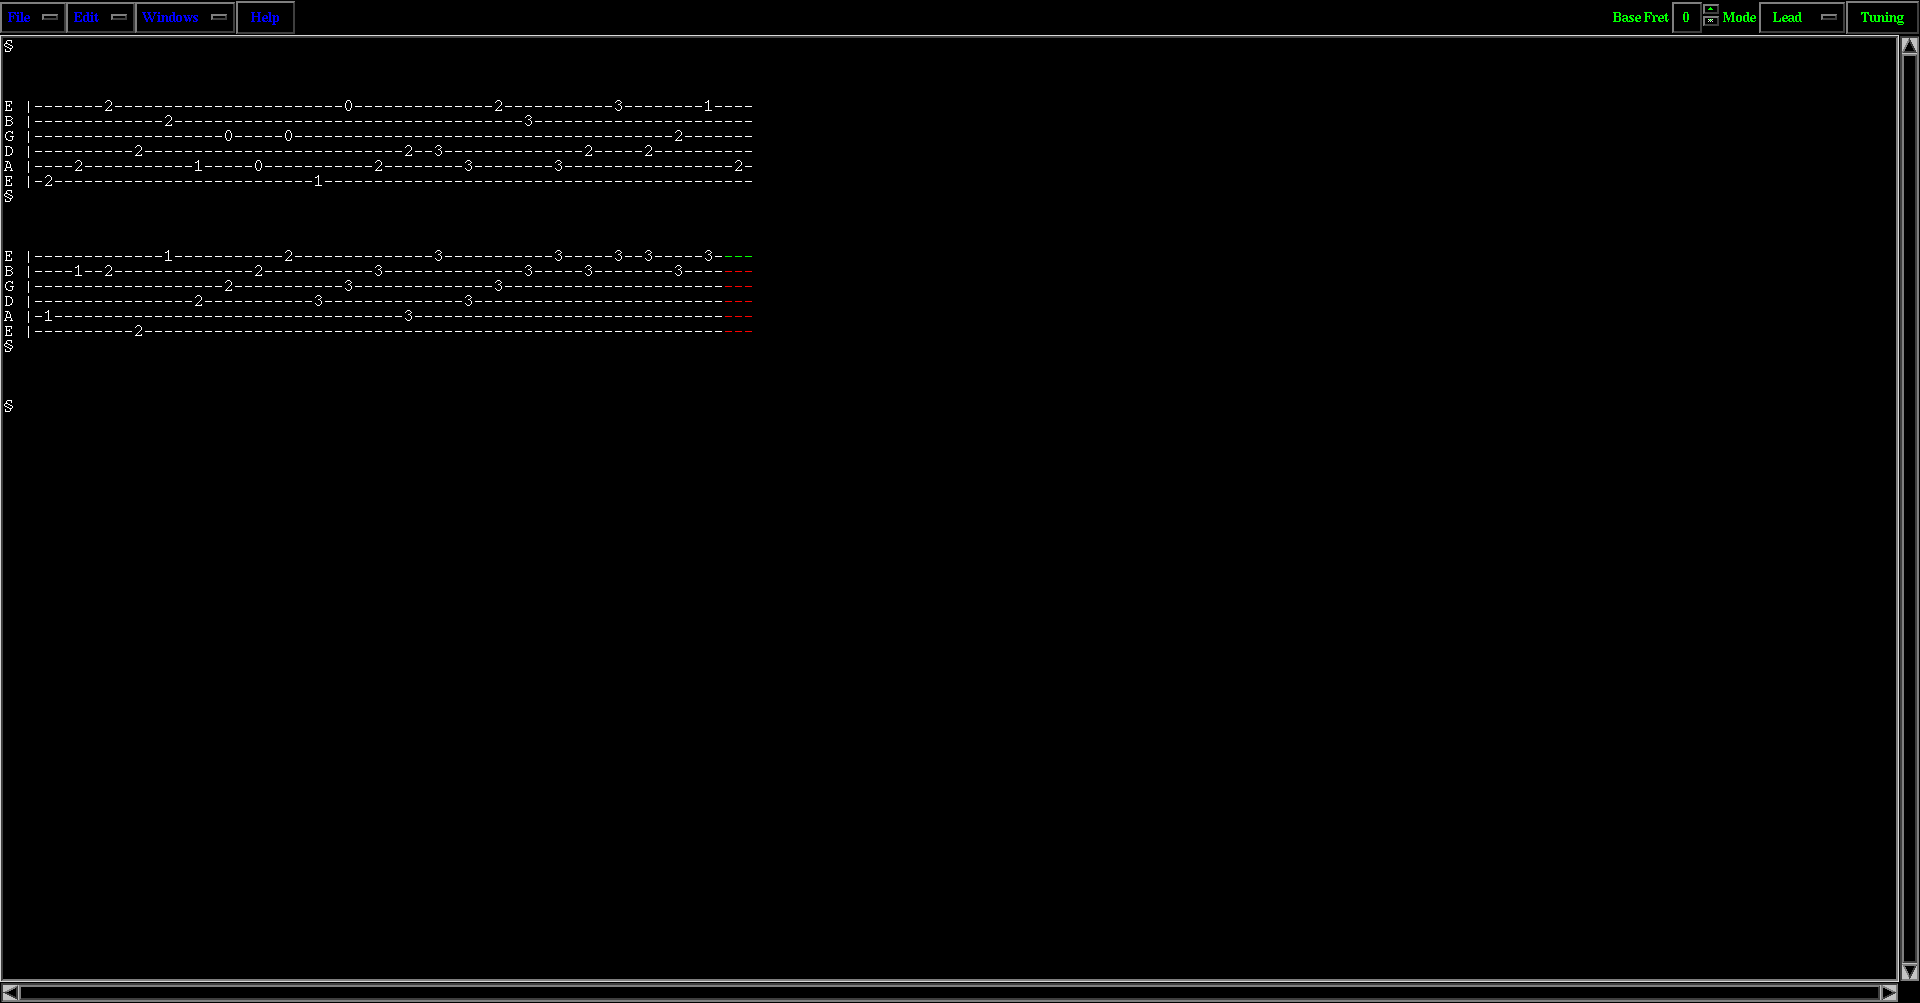 File Edit Windows Help Base Fret 0 Mode Lead Tuning
S
E |-------2-----------------------0--------------2-----------3--------1----
B |-------------2-----------------------------------3----------------------
G |-------------------0-----0--------------------------------------2-------
D |----------2--------------------------2--3--------------2-----2----------
A |----2-----------1-----0-----------2--------3--------3-----------------2-
E |-2--------------------------1-------------------------------------------
S
E |-------------1-----------2--------------3-----------3-----3--3-----3----
B |----1--2--------------2-----------3--------------3-----3--------3-------
G |-------------------2-----------3--------------3-------------------------
D |----------------2-----------3--------------3----------------------------
A |-1-----------------------------------3----------------------------------
E |----------2-------------------------------------------------------------
S
S